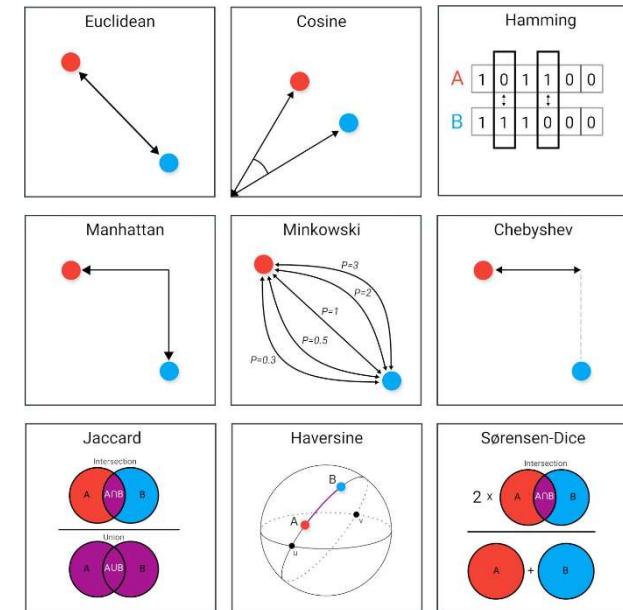 Euclidean
Cosine
Hamming
A 1 0 1 1 0 0
B 1 1 1 0 0 0
Manhattan
Minkowski
P=3
P=2
P=1
P=0.5
P=0.3
Chebyshev
Jaccard
Intersection
A A∩B B
Union
A A∪B B
Haversine
B
A
v
u
Sørensen-Dice
Intersection
2 x A A∩B B
A + B